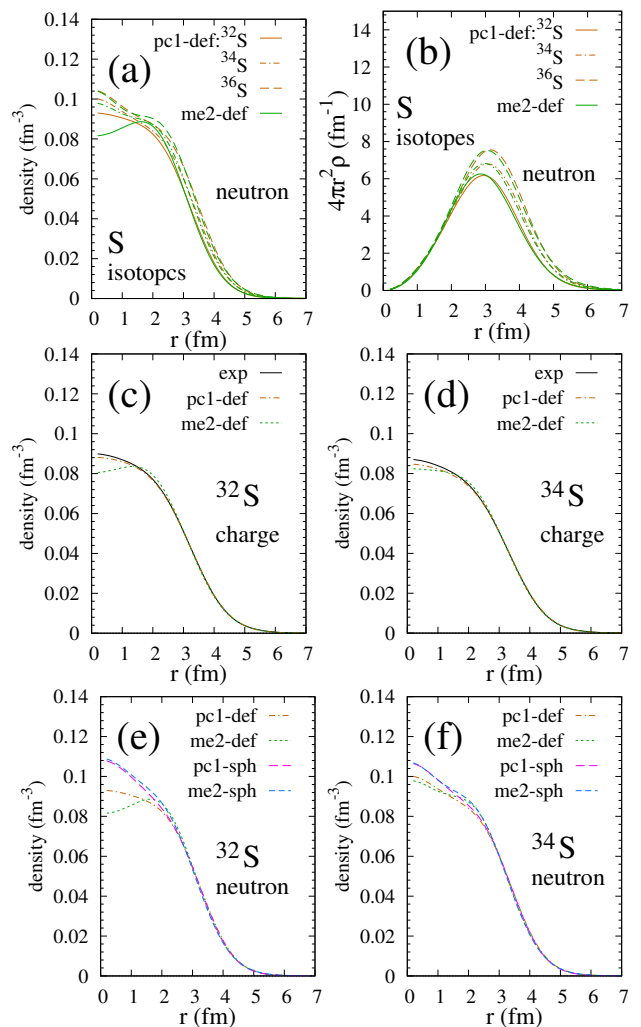 (a)
pc1-def:³²S
³⁴S
³⁶S
me2-def
neutron
S
isotopcs
density (fm⁻³)
0.14
0.12
0.1
0.08
0.06
0.04
0.02
0
0 1 2 3 4 5 6 7
r (fm)
(b)
pc1-def:³²S
³⁴S
³⁶S
me2-def
S
isotopes
neutron
4πr²ρ (fm⁻¹)
14
12
10
8
6
4
2
0
0 1 2 3 4 5 6 7
r (fm)
(c)
exp
pc1-def
me2-def
³²S
charge
density (fm⁻³)
0.14
0.12
0.1
0.08
0.06
0.04
0.02
0
0 1 2 3 4 5 6 7
r (fm)
(d)
exp
pc1-def
me2-def
³⁴S
charge
density (fm⁻³)
0.14
0.12
0.1
0.08
0.06
0.04
0.02
0
0 1 2 3 4 5 6 7
r (fm)
(e)
pc1-def
me2-def
pc1-sph
me2-sph
³²S
neutron
density (fm⁻³)
0.14
0.12
0.1
0.08
0.06
0.04
0.02
0
0 1 2 3 4 5 6 7
r (fm)
(f)
pc1-def
me2-def
pc1-sph
me2-sph
³⁴S
neutron
density (fm⁻³)
0.14
0.12
0.1
0.08
0.06
0.04
0.02
0
0 1 2 3 4 5 6 7
r (fm)